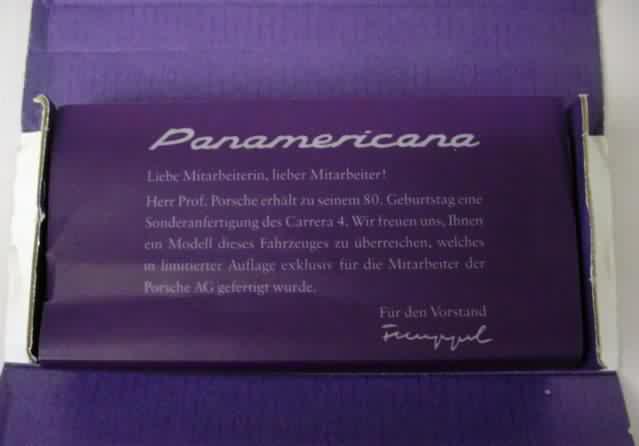 Panamericana
Liebe Mitarbeiterin, lieber Mitarbeiter!
Herr Prof. Porsche erhält zu seinem 80. Geburtstag eine
Sonderanfertigung des Carrera 4. Wir freuen uns, Ihnen
ein Modell dieses Fahrzeuges zu überreichen, welches
in limitierter Auflage exklusiv für die Mitarbeiter der
Porsche AG gefertigt wurde.
Für den Vorstand